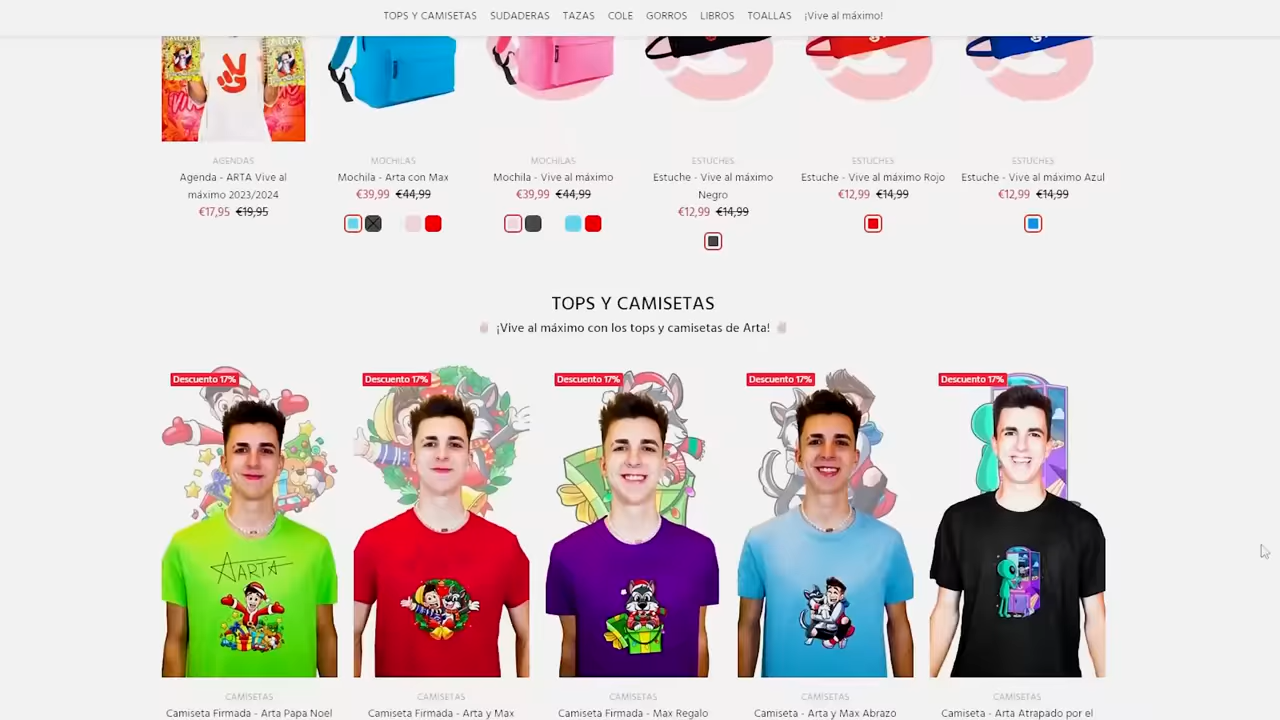 TOPS Y CAMISETAS SUDADERAS TAZAS COLE GORROS LIBROS TOALLAS ¡Vive al máximo!
AGENDAS
Agenda - ARTA Vive al
máximo 2023/2024
€17,95 €19,95
MOCHILAS
Mochila - Arta con Max
€39,99 €44,99
MOCHILAS
Mochila - Vive al máximo
€39,99 €44,99
ESTUCHES
Estuche - Vive al máximo
Negro
€12,99 €14,99
ESTUCHES
Estuche - Vive al máximo Rojo
€12,99 €14,99
ESTUCHES
Estuche - Vive al máximo Azul
€12,99 €14,99
TOPS Y CAMISETAS
¡Vive al máximo con los tops y camisetas de Arta!
Descuento 17%
Descuento 17%
Descuento 17%
Descuento 17%
Descuento 17%
ARTA
CAMISETAS
Camiseta Firmada - Arta Papa Noel
CAMISETAS
Camiseta Firmada - Arta y Max
CAMISETAS
Camiseta Firmada - Max Regalo
CAMISETAS
Camiseta - Arta y Max Abrazo
CAMISETAS
Camiseta - Arta Atrapado por el